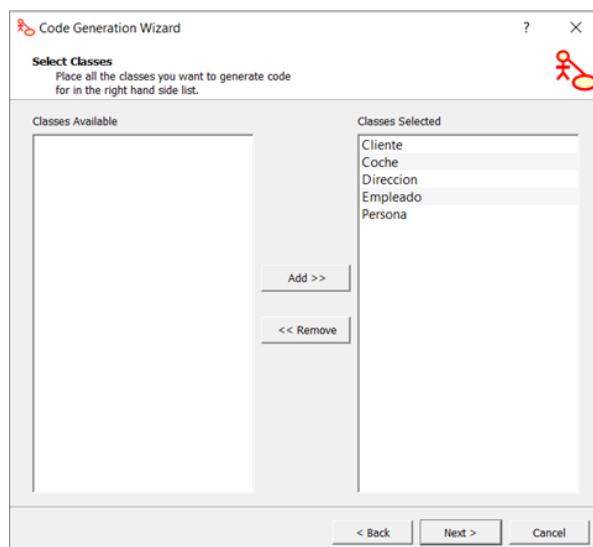 Code Generation Wizard
?
Select Classes
Place all the classes you want to generate code
for in the right hand side list.
Classes Available
Classes Selected
Cliente
Coche
Direccion
Empleado
Persona
Add >>
<< Remove
< Back
Next >
Cancel